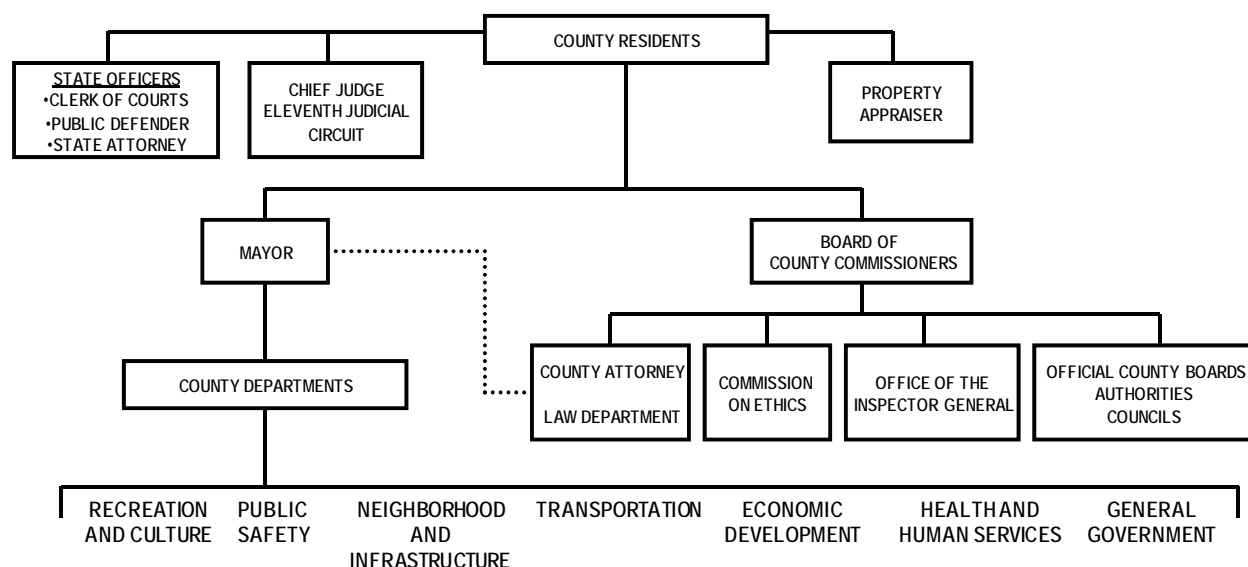 COUNTY RESIDENTS
STATE OFFICERS
•CLERK OF COURTS
•PUBLIC DEFENDER
•STATE ATTORNEY
CHIEF JUDGE
ELEVENTH JUDICIAL
CIRCUIT
PROPERTY
APPRAISER
MAYOR
BOARD OF
COUNTY COMMISSIONERS
COUNTY DEPARTMENTS
COUNTY ATTORNEY
LAW DEPARTMENT
COMMISSION
ON ETHICS
OFFICE OF THE
INSPECTOR GENERAL
OFFICIAL COUNTY BOARDS
AUTHORITIES
COUNCILS
RECREATION
AND CULTURE
PUBLIC
SAFETY
NEIGHBORHOOD
AND
INFRASTRUCTURE
TRANSPORTATION
ECONOMIC
DEVELOPMENT
HEALTH AND
HUMAN SERVICES
GENERAL
GOVERNMENT